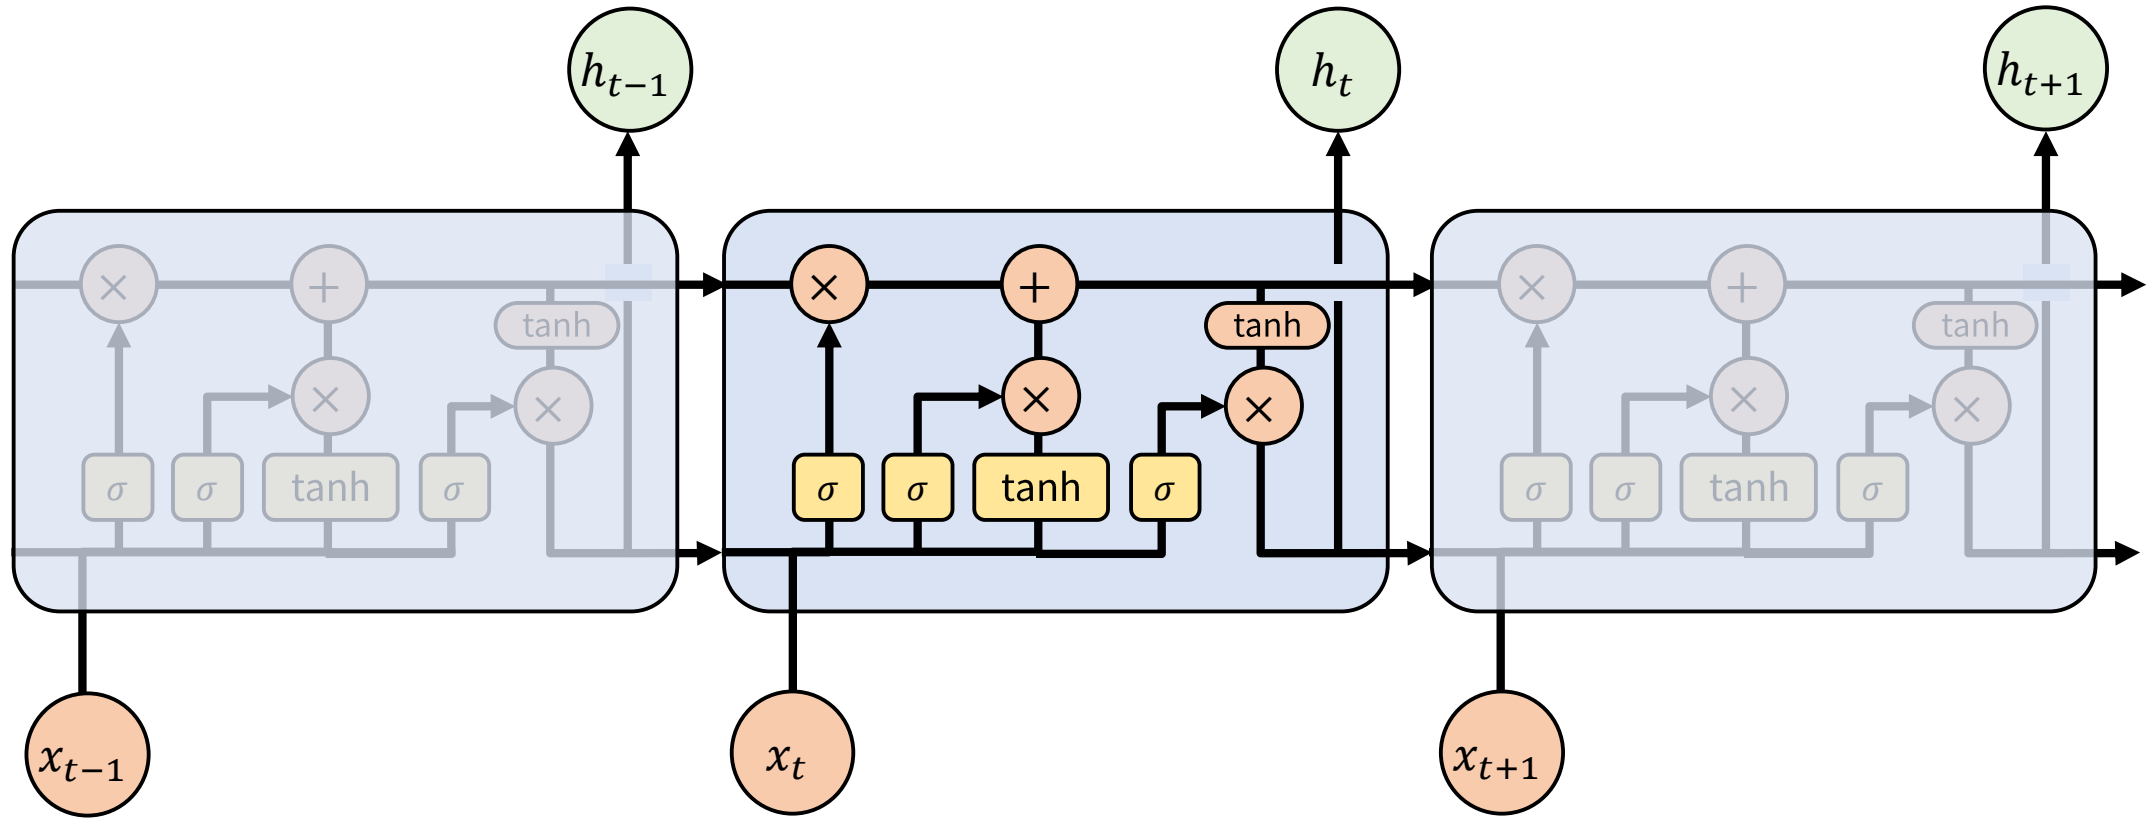 h_{t-1} h_t h_{t+1}
× + × + × +
tanh tanh tanh
× × × × × ×
σ σ tanh σ σ σ tanh σ σ σ tanh σ
x_{t-1} x_t x_{t+1}